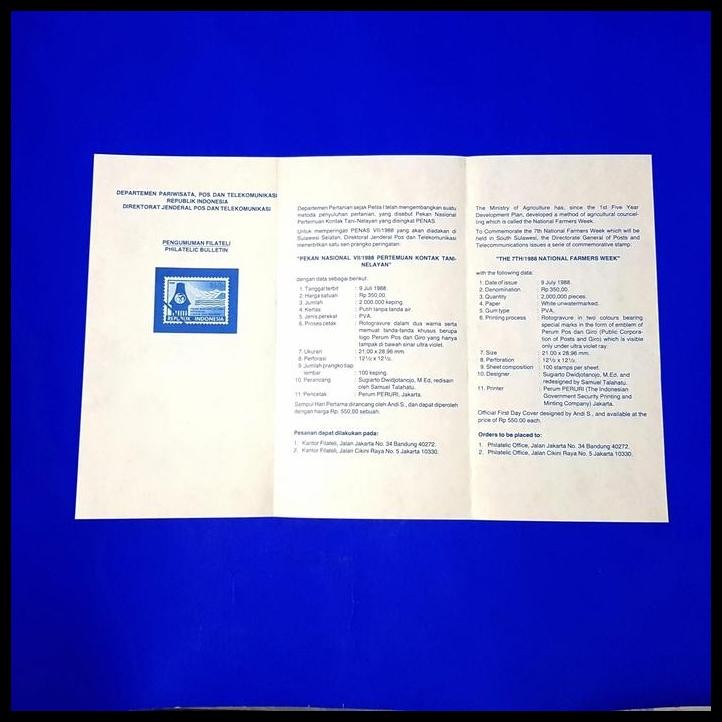 DEPARTEMEN PARIWISATA, POS DAN TELEKOMUNIKASI
REPUBLIK INDONESIA
DIREKTORAT JENDERAL POS DAN TELEKOMUNIKASI
PENGUMUMAN FILATELI
PHILATELIC BULLETIN
REPUBLIK INDONESIA
Departemen Pertanian sejak Pelita I telah mengembangkan suatu
metoda penyuluhan pertanian, yang disebut Pekan Nasional
Pertemuan Kontak Tani-Nelayan yang disingkat PENAS.
Untuk memperingati PENAS VII/1988 yang akan diadakan di
Sulawesi Selatan, Direktorat Jenderal Pos dan Telekomunikasi
menerbitkan satu seri prangko peringatan:
"PEKAN NASIONAL VII/1988 PERTEMUAN KONTAK TANI-
NELAYAN"
dengan data sebagai berikut:
1. Tanggal terbit : 9 Juli 1988.
2. Harga satuan : Rp 350,00.
3. Jumlah : 2.000.000 keping.
4. Kertas : Putih tanpa tanda air.
5. Jenis perekat : PVA.
6. Proses cetak : Rotogravure dalam dua warna serta
memuat tanda-tanda khusus berupa
logo Perum Pos dan Giro yang hanya
tampak di bawah sinar ultra violet.
7. Ukuran : 21,00 x 28,96 mm.
8. Perforasi : 12½ x 12½.
9. Jumlah prangko tiap
lembar : 100 keping.
10. Perancang : Sugiarto Dwidjotanojo, M.Ed, redisain
oleh Samuel Talahatu.
11. Pencetak : Perum PERURI, Jakarta.
Sampul Hari Pertama dirancang oleh Andi S., dan dapat diperoleh
dengan harga Rp. 550,00 sebuah.
Pesanan dapat dilakukan pada:
1. Kantor Filateli, Jalan Jakarta No. 34 Bandung 40272.
2. Kantor Filateli, Jalan Cikini Raya No. 5 Jakarta 10330.
The Ministry of Agriculture has, since the 1st Five Year
Development Plan, developed a method of agricultural councel-
ing which is called the National Farmers Week.
To Commemorate the 7th National Farmers Week which will be
held in South Sulawesi, the Directorate General of Posts and
Telecommunications issues a serie of commemorative stamp:
"THE 7TH/1988 NATIONAL FARMERS WEEK"
with the following data:
1. Date of issue : 9 July 1988.
2. Denomination : Rp 350,00.
3. Quantity : 2,000,000 pieces.
4. Paper : White unwatermarked.
5. Gum type : PVA.
6. Printing process : Rotogravure in two colours bearing
special marks in the form of emblem of
Perum Pos dan Giro (Public Corpora-
tion of Posts and Giro) which is visible
only under ultra violet ray.
7. Size : 21.00 x 28,96 mm.
8. Perforation : 12½ x 12½.
9. Sheet composition : 100 stamps per sheet.
10. Designer : Sugiarto Dwidjotanojo, M.Ed, and
redesigned by Samuel Talahatu.
11. Printer : Perum PERURI (The Indonesian
Government Security Printing and
Minting Company) Jakarta.
Official First Day Cover designed by Andi S., and available at the
price of Rp 550.00 each.
Orders to be placed to:
1. Philatelic Office, Jalan Jakarta No. 34 Bandung 40272.
2. Philatelic Office, Jalan Cikini Raya No. 5 Jakarta 10330.